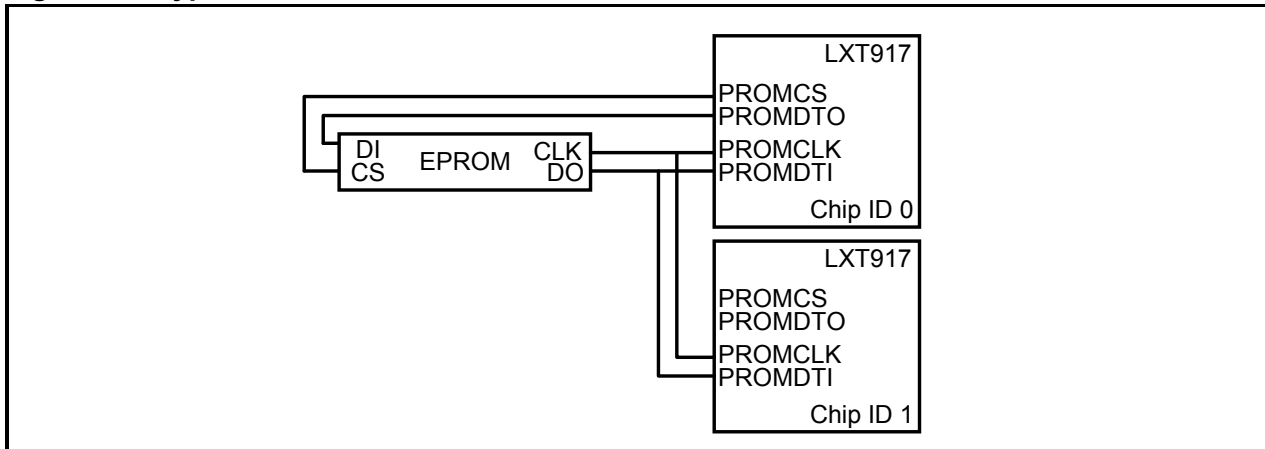 LXT917
PROMCS
PROMDTO
PROMCLK
PROMDTI
Chip ID 0
DI EPROM CLK
CS DO
LXT917
PROMCS
PROMDTO
PROMCLK
PROMDTI
Chip ID 1